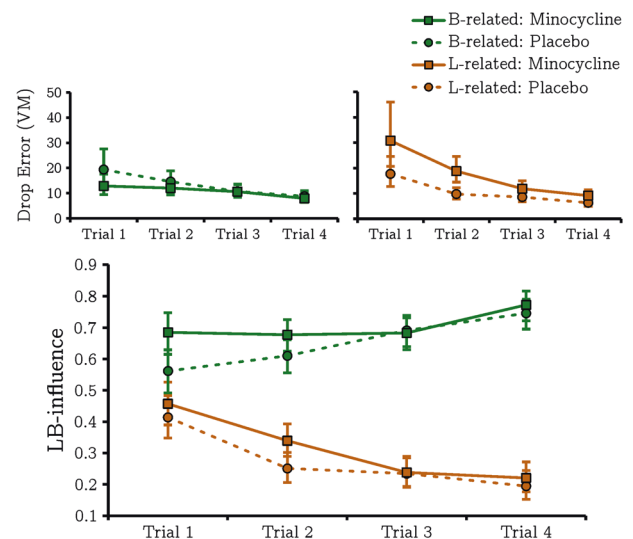 B-related: Minocycline
B-related: Placebo
L-related: Minocycline
L-related: Placebo
Drop Error (VM)
50
40
30
20
10
0
Trial 1 Trial 2 Trial 3 Trial 4
Trial 1 Trial 2 Trial 3 Trial 4
LB-influence
0.9
0.8
0.7
0.6
0.5
0.4
0.3
0.2
0.1
Trial 1 Trial 2 Trial 3 Trial 4